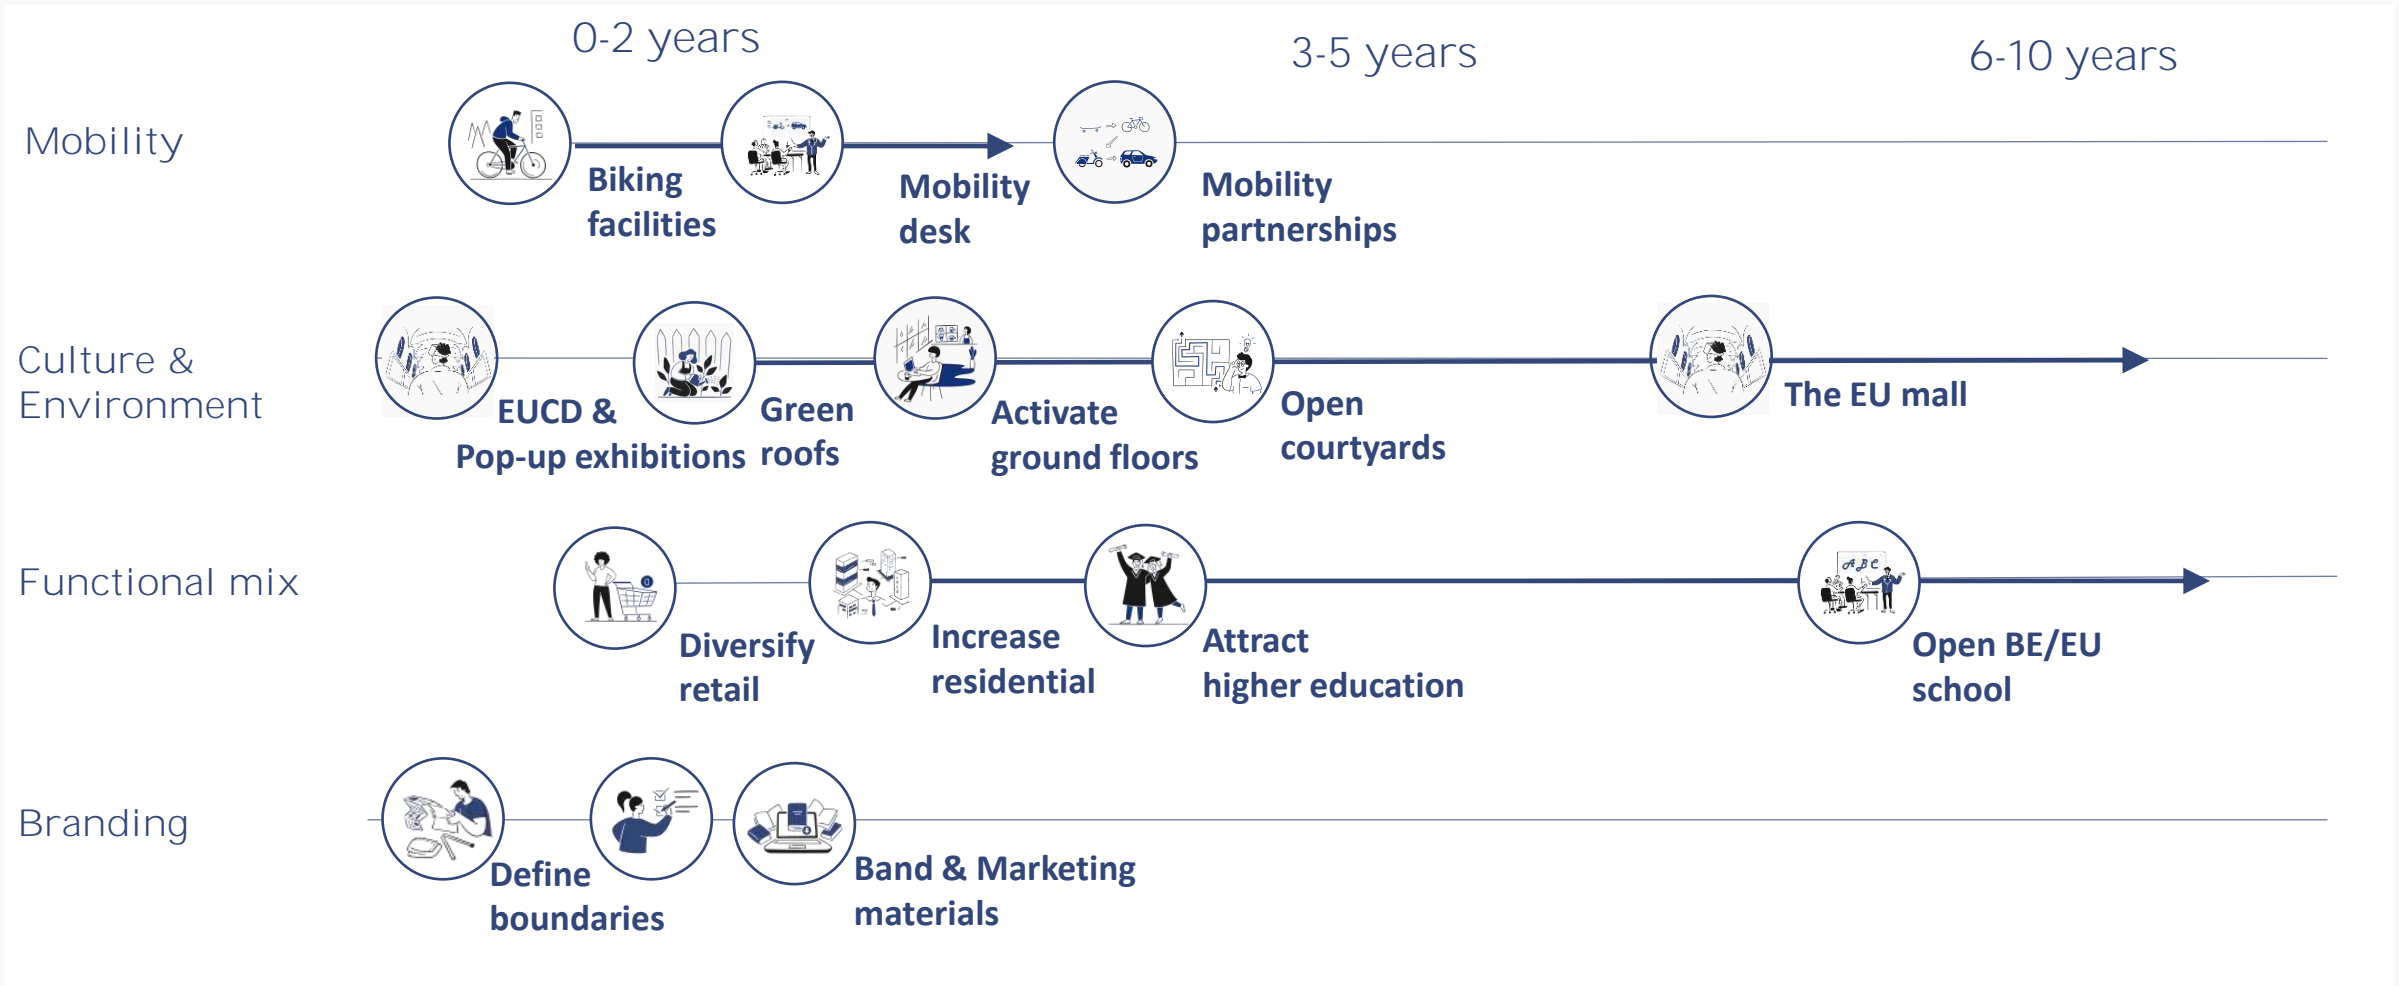 0-2 years
3-5 years
6-10 years
Mobility
Biking
facilities
Mobility
desk
Mobility
partnerships
Culture &
Environment
EUCD &
Pop-up exhibitions
Green
roofs
Activate
ground floors
Open
courtyards
The EU mall
Functional mix
Diversify
retail
Increase
residential
Attract
higher education
A B C
Open BE/EU
school
Branding
Define
boundaries
Band & Marketing
materials